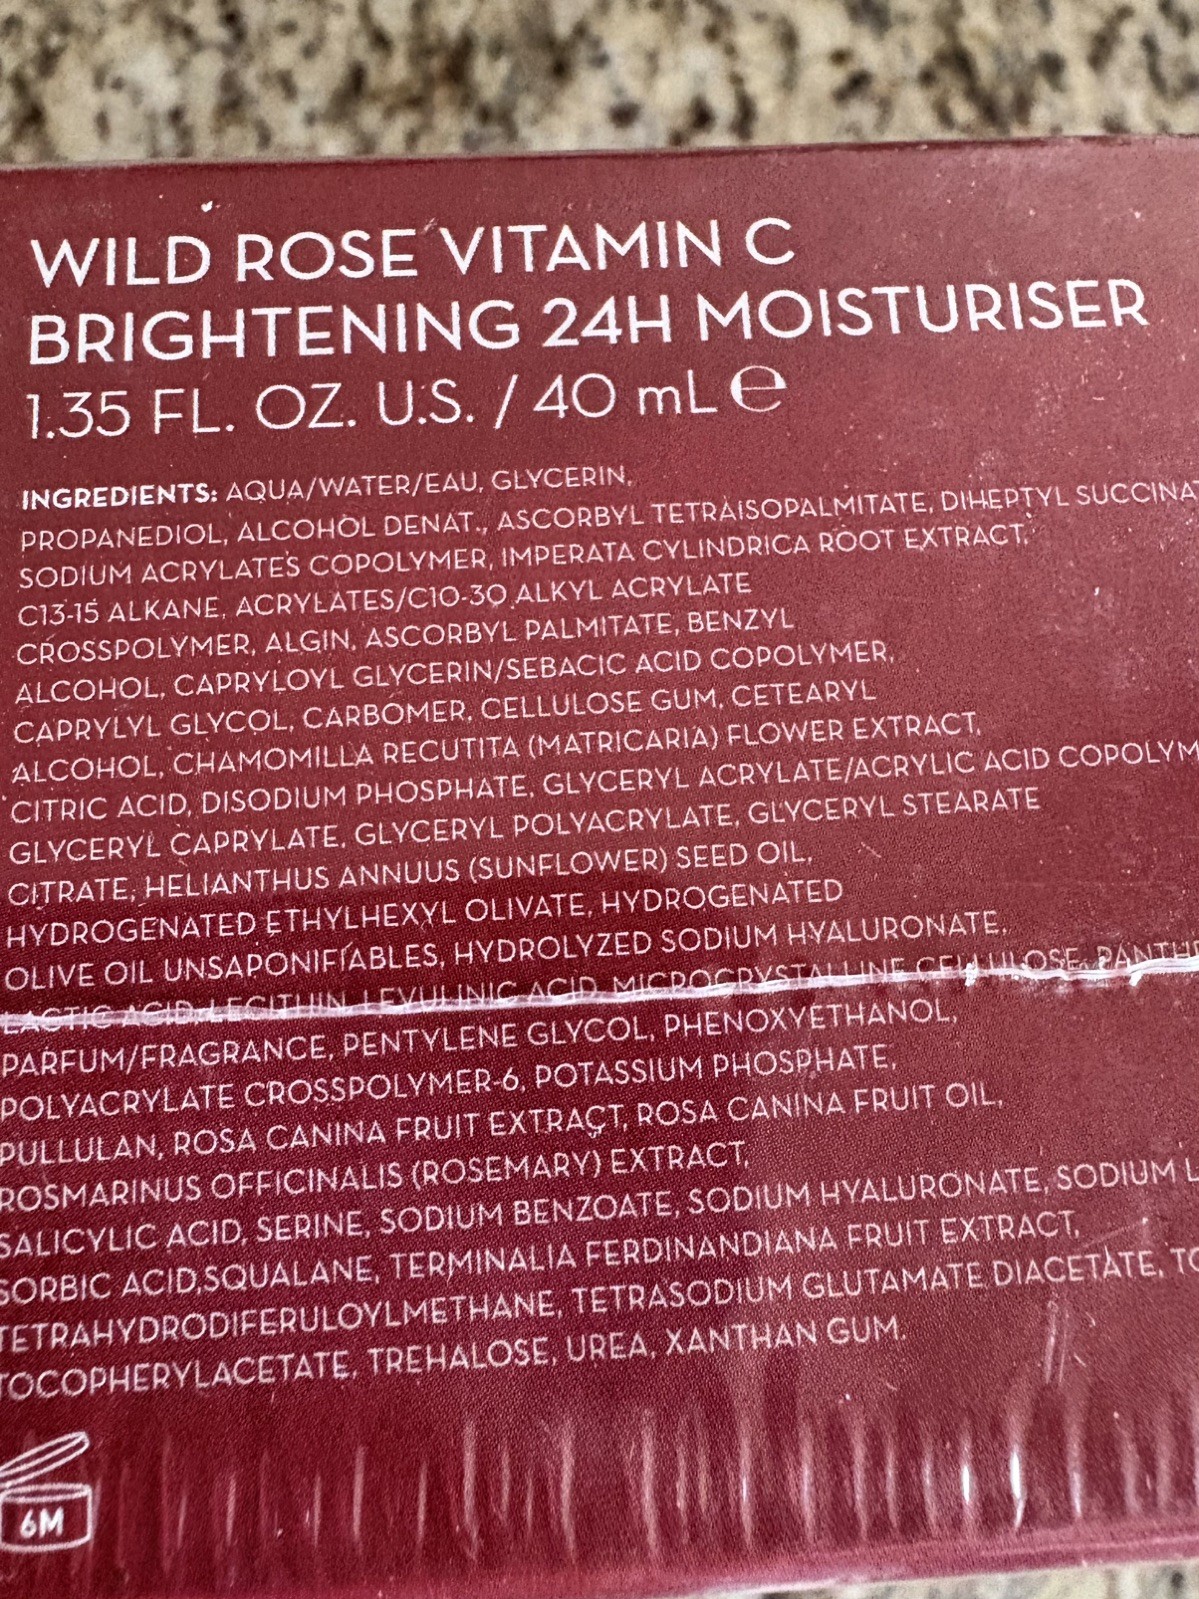 WILD ROSE VITAMIN C
BRIGHTENING 24H MOISTURISER
1.35 FL. OZ. U.S. / 40 mL ℮
INGREDIENTS: AQUA/WATER/EAU, GLYCERIN,
PROPANEDIOL, ALCOHOL DENAT., ASCORBYL TETRAISOPALMITATE, DIHEPTYL SUCCINA
SODIUM ACRYLATES COPOLYMER, IMPERATA CYLINDRICA ROOT EXTRACT,
C13-15 ALKANE, ACRYLATES/C10-30 ALKYL ACRYLATE
CROSSPOLYMER, ALGIN, ASCORBYL PALMITATE, BENZYL
ALCOHOL, CAPRYLOYL GLYCERIN/SEBACIC ACID COPOLYMER,
CAPRYLYL GLYCOL, CARBOMER, CELLULOSE GUM, CETEARYL
ALCOHOL, CHAMOMILLA RECUTITA (MATRICARIA) FLOWER EXTRACT,
CITRIC ACID, DISODIUM PHOSPHATE, GLYCERYL ACRYLATE/ACRYLIC ACID COPOLYM
GLYCERYL CAPRYLATE, GLYCERYL POLYACRYLATE, GLYCERYL STEARATE
CITRATE, HELIANTHUS ANNUUS (SUNFLOWER) SEED OIL,
HYDROGENATED ETHYLHEXYL OLIVATE, HYDROGENATED
OLIVE OIL UNSAPONIFIABLES, HYDROLYZED SODIUM HYALURONATE,
LACTIC ACID, LECITHIN, LEVULINIC ACID, MICROCRYSTALLINE CELLULOSE, PANTH
PARFUM/FRAGRANCE, PENTYLENE GLYCOL, PHENOXYETHANOL,
POLYACRYLATE CROSSPOLYMER-6, POTASSIUM PHOSPHATE,
PULLULAN, ROSA CANINA FRUIT EXTRACT, ROSA CANINA FRUIT OIL,
ROSMARINUS OFFICINALIS (ROSEMARY) EXTRACT,
SALICYLIC ACID, SERINE, SODIUM BENZOATE, SODIUM HYALURONATE, SODIUM L
SORBIC ACID,SQUALANE, TERMINALIA FERDINANDIANA FRUIT EXTRACT,
TETRAHYDRODIFERULOYLMETHANE, TETRASODIUM GLUTAMATE DIACETATE, TO
TOCOPHERYLACETATE, TREHALOSE, UREA, XANTHAN GUM.
6M